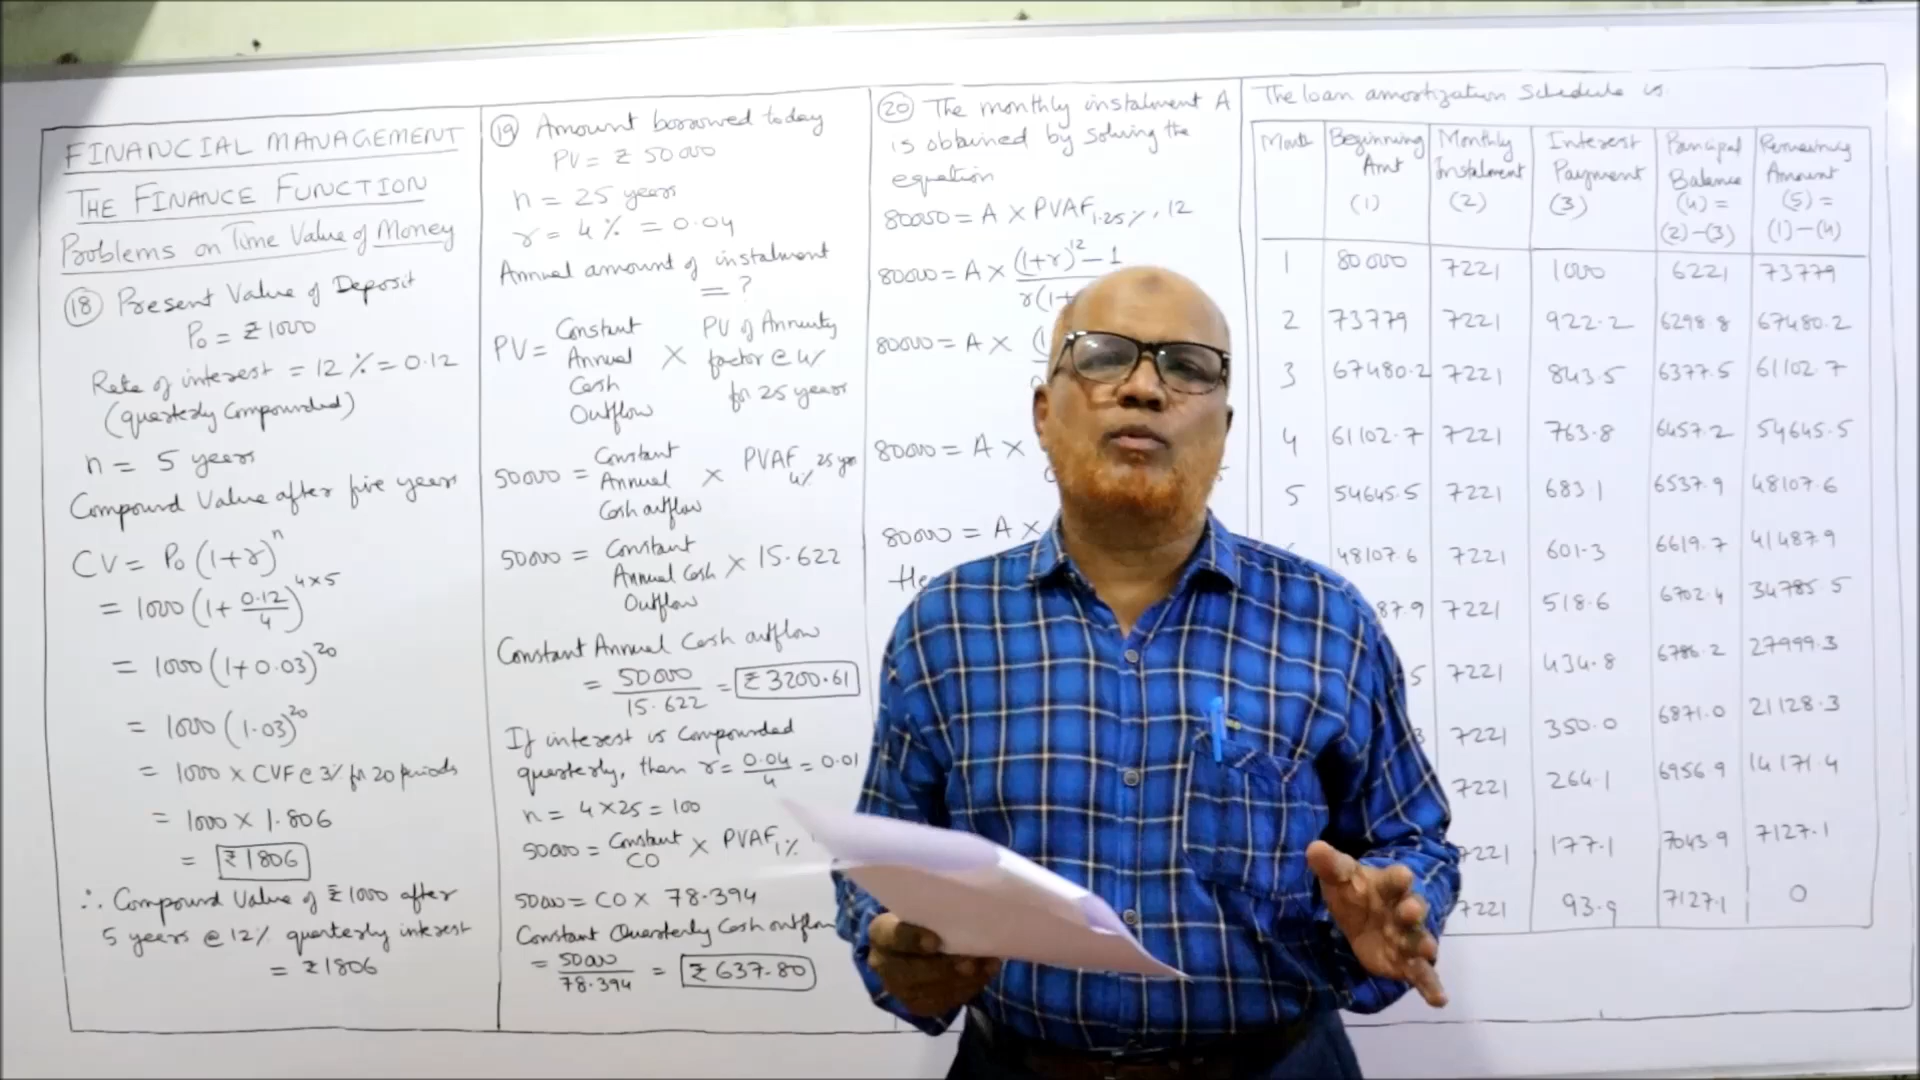 FINANCIAL MANAGEMENT
THE FINANCE FUNCTION
Problems on Time Value of Money
(18) Present Value of Deposit
P₀ = ₹1000
Rate of interest = 12% = 0.12
(quarterly Compounded)
n = 5 years
Compound Value after five years
CV = P₀ (1+r)ⁿ
= 1000 (1 + 0.12/4)^4×5
= 1000 (1+0.03)^20
= 1000 (1.03)^20
= 1000 × CVF @ 3% for 20 periods
= 1000 × 1.806
= ₹1806
∴ Compound Value of ₹1000 after
5 years @ 12% quarterly interest
= ₹1806
(19) Amount borrowed today
PV = ₹50000
n = 25 years
r = 4% = 0.04
Annual amount of instalment
= ?
PV = Constant Annual Cash Outflow × PV of Annuity factor @ 4% for 25 years
50000 = Constant Annual Cash outflow × PVAF 4% 25 yrs
50000 = Constant Annual Cash Outflow × 15.622
Constant Annual Cash outflow
= 50000/15.622 = ₹3200.61
If interest is Compounded
quarterly, then r = 0.04/4 = 0.01
n = 4×25 = 100
50000 = Constant CO × PVAF 1%
50000 = CO × 78.394
Constant Quarterly Cash outflow
= 50000/78.394 = ₹637.80
(20) The monthly instalment A
is obtained by solving the
equation
80000 = A × PVAF 1.25%, 12
80000 = A × (1+r)^12 - 1
r(1+
80000 = A × (1
80000 = A ×
80000 = A ×
The loan amortization Schedule is
Month | Beginning Amt (1) | Monthly Instalment (2) | Interest Payment (3) | Principal Balance (4) = (2)-(3) | Remaining Amount (5) = (1)-(4)
1 80000 7221 1000 6221 73779
2 73779 7221 922.2 6298.8 67480.2
3 67480.2 7221 843.5 6377.5 61102.7
4 61102.7 7221 763.8 6457.2 54645.5
5 54645.5 7221 683.1 6537.9 48107.6
48107.6 7221 601.3 6619.7 41487.9
87.9 7221 518.6 6702.4 34785.5
5 7221 434.8 6786.2 27999.3
3 7221 350.0 6871.0 21128.3
7221 264.1 6956.9 14171.4
7221 177.1 7043.9 7127.1
7221 93.9 7127.1 0